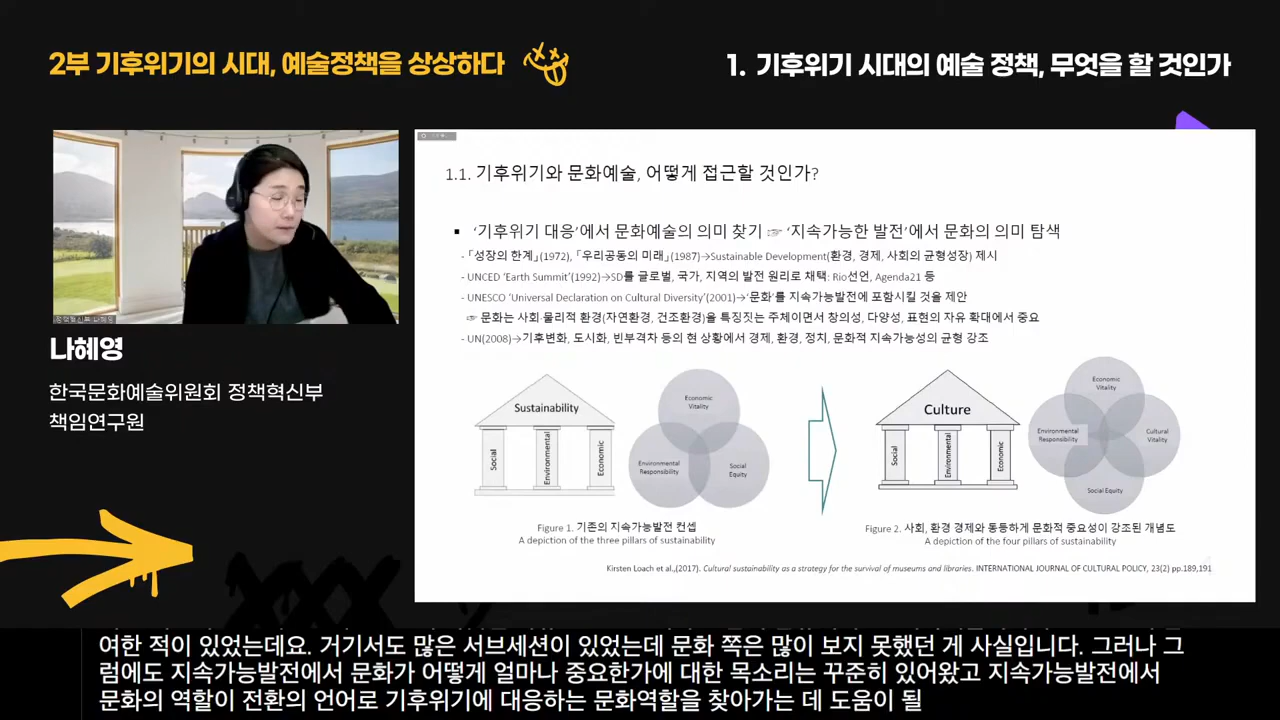 2부 기후위기의 시대, 예술정책을 상상하다
1. 기후위기 시대의 예술 정책, 무엇을 할 것인가
정책혁신부 나혜영
나혜영
한국문화예술위원회 정책혁신부
책임연구원
1.1. 기후위기와 문화예술, 어떻게 접근할 것인가?
▪ '기후위기 대응'에서 문화예술의 의미 찾기 ☞ '지속가능한 발전'에서 문화의 의미 탐색
-「성장의 한계」(1972),「우리공동의 미래」(1987)→Sustainable Development(환경, 경제, 사회의 균형성장) 제시
- UNCED 'Earth Summit'(1992)→SD를 글로벌, 국가, 지역의 발전 원리로 채택: Rio선언, Agenda21 등
- UNESCO 'Universal Declaration on Cultural Diversity'(2001)→'문화'를 지속가능발전에 포함시킬 것을 제안
☞ 문화는 사회·물리적 환경(자연환경, 건조환경)을 특징짓는 주체이면서 창의성, 다양성, 표현의 자유 확대에서 중요
- UN(2008)→기후변화, 도시화, 빈부격차 등의 현 상황에서 경제, 환경, 정치, 문화적 지속가능성의 균형 강조
Sustainability
Social
Environmental
Economic
Economic
Vitality
Environmental
Responsibility
Social
Equity
Culture
Social
Environmental
Economic
Economic
Vitality
Environmental
Responsibility
Cultural
Vitality
Social Equity
Figure 1. 기존의 지속가능발전 컨셉
A depiction of the three pillars of sustainability
Figure 2. 사회, 환경 경제와 동등하게 문화적 중요성이 강조된 개념도
A depiction of the four pillars of sustainability
Kirsten Loach et al.,(2017). Cultural sustainability as a strategy for the survival of museums and libraries. INTERNATIONAL JOURNAL OF CULTURAL POLICY, 23(2) pp.189,191
여한 적이 있었는데요. 거기서도 많은 서브세션이 있었는데 문화 쪽은 많이 보지 못했던 게 사실입니다. 그러나 그
럼에도 지속가능발전에서 문화가 어떻게 얼마나 중요한가에 대한 목소리는 꾸준히 있어왔고 지속가능발전에서
문화의 역할이 전환의 언어로 기후위기에 대응하는 문화역할을 찾아가는 데 도움이 될